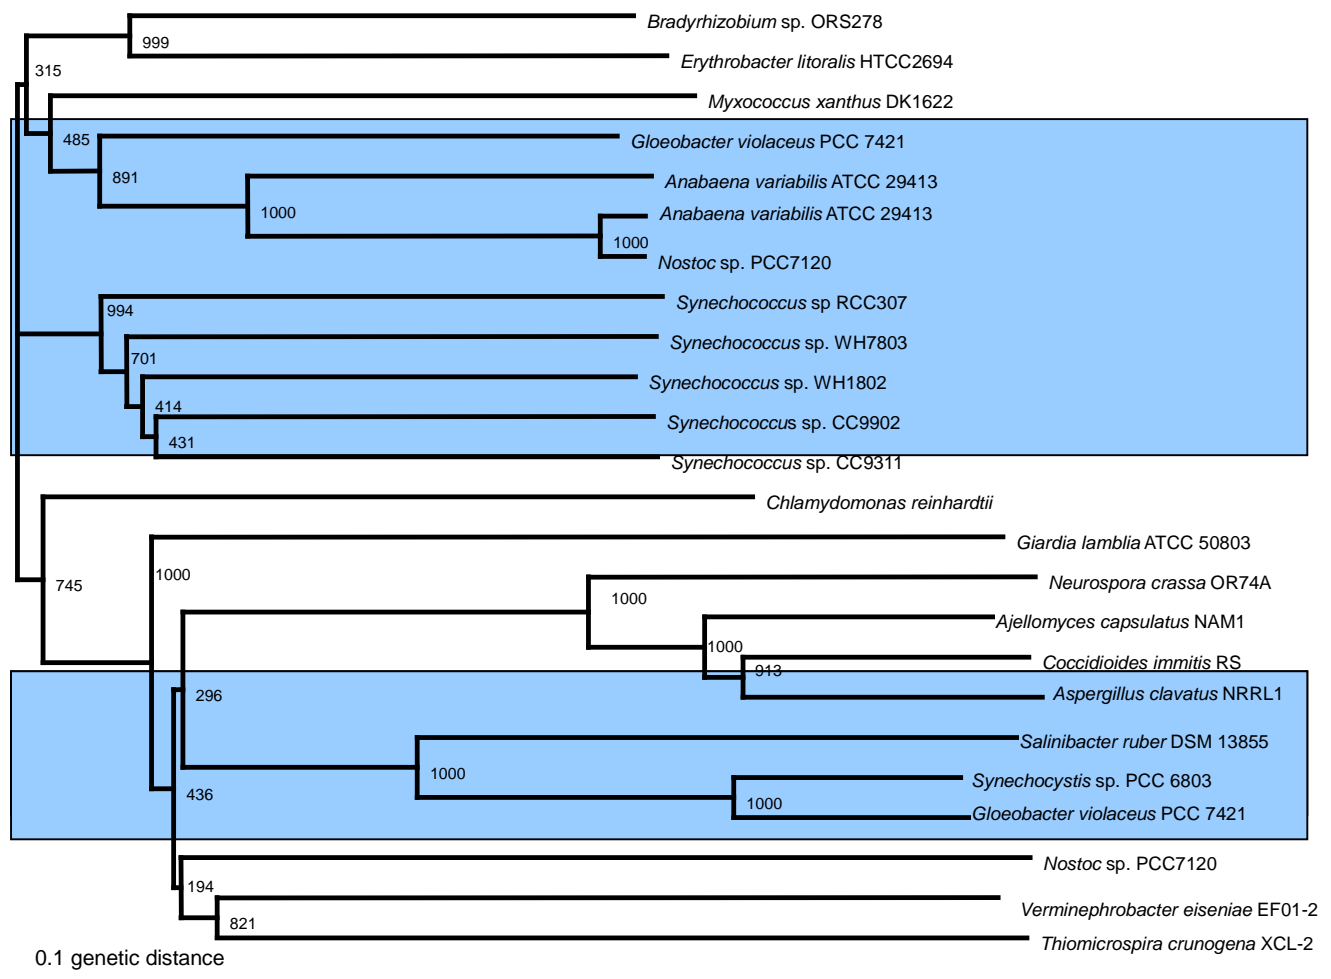 Bradyrhizobium sp. ORS278
999
Erythrobacter litoralis HTCC2694
315
Myxococcus xanthus DK1622
485
Gloeobacter violaceus PCC 7421
891
Anabaena variabilis ATCC 29413
1000
Anabaena variabilis ATCC 29413
1000
Nostoc sp. PCC7120
994
Synechococcus sp RCC307
701
Synechococcus sp. WH7803
Synechococcus sp. WH1802
414
Synechococcus sp. CC9902
431
Synechococcus sp. CC9311
Chlamydomonas reinhardtii
Giardia lamblia ATCC 50803
745
1000
Neurospora crassa OR74A
1000
Ajellomyces capsulatus NAM1
1000
Coccidioides immitis RS
913
296
Aspergillus clavatus NRRL1
Salinibacter ruber DSM 13855
1000
Synechocystis sp. PCC 6803
436
1000
Gloeobacter violaceus PCC 7421
Nostoc sp. PCC7120
194
Verminephrobacter eiseniae EF01-2
821
Thiomicrospira crunogena XCL-2
0.1 genetic distance